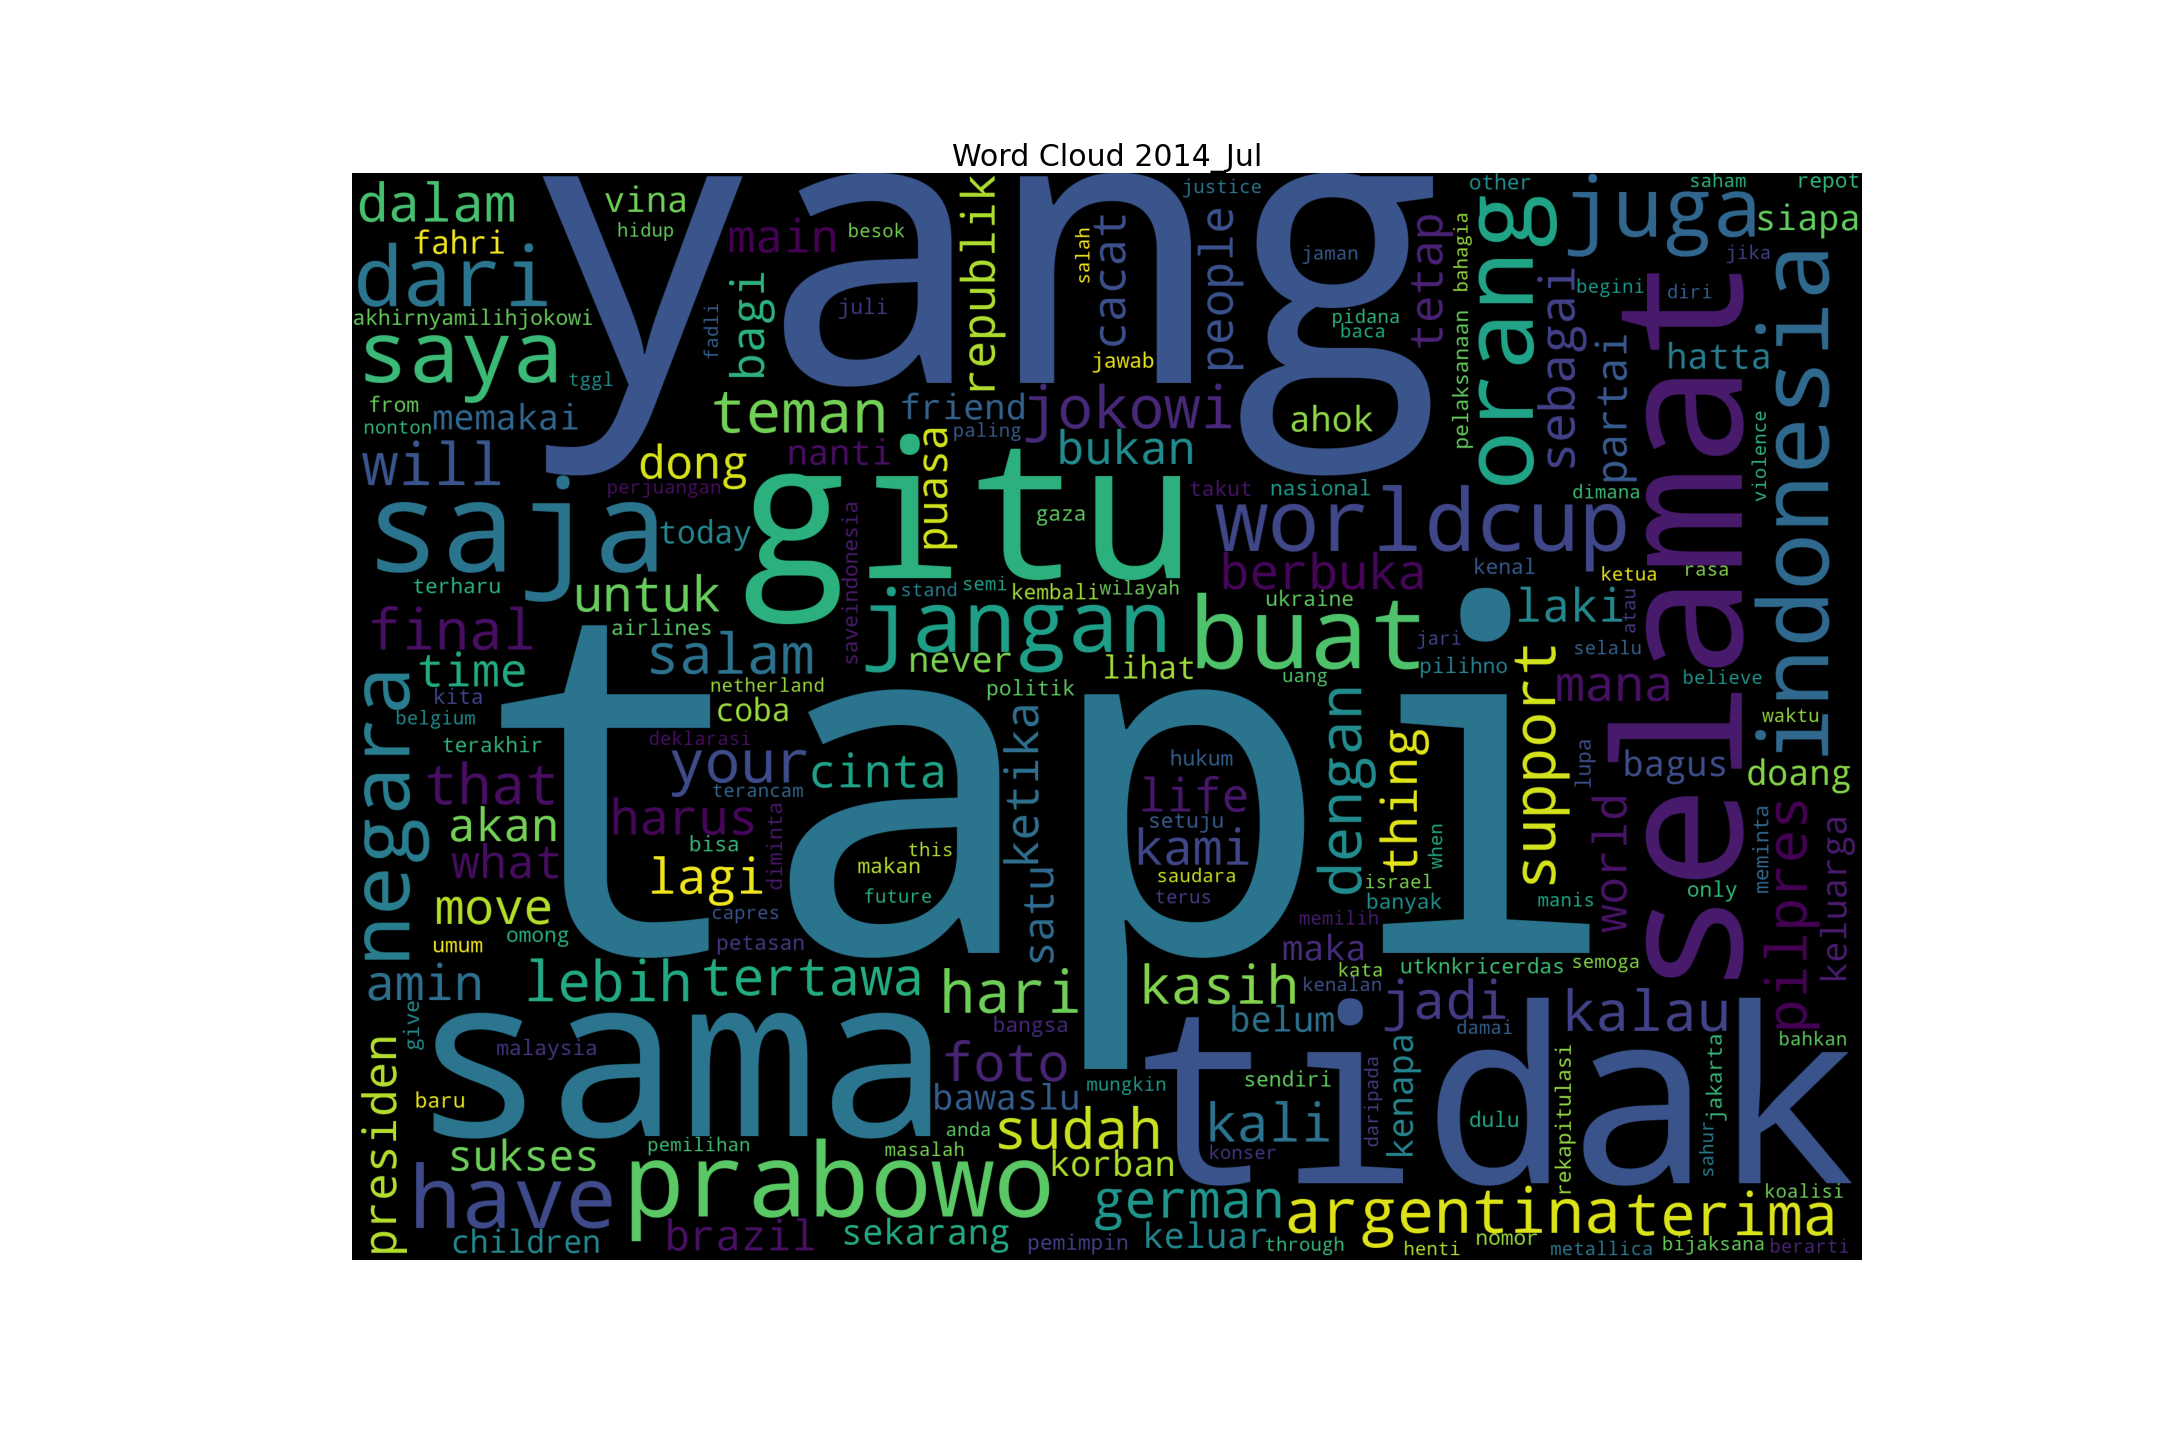 Word Cloud 2014_Jul
yang
dalam
vina
justice
other
saham
repot
fahri
hidup
main
besok
republik
salah
cacat
people
jaman
tetap
bahagia
orang
juga
siapa
dari
akhirnyamilihjokowi
juli
fadli
bagi
pidana
baca
jawab
pelaksanaan
sebagai
begini
diri
jika
selamat
indonesia
hatta
partai
saya
tggl
from
nonton
memakai
teman
friend
paling
jokowi
ahok
bukan
will
dong
nanti
puasa
perjuangan
takut
nasional
dimana
violence
saja
today
gitu
gaza
worldcup
saveindonesia
terharu
untuk
stand
semi
kembali
wilayah
berbuka
kenal
ketua
rasa
ukraine
laki
atau
final
airlines
salam
jangan
never
lihat
buat
jari
pilihno
selalu
time
kita
belgium
netherland
coba
politik
uang
mana
believe
support
waktu
negara
terakhir
deklarasi
your
cinta
terancam
tapi
ketika
hukum
life
setuju
kami
dengan
thing
lupa
bagus
doang
that
harus
akan
what
bisa
diminta
this
makan
lagi
future
saudara
terus
when
israel
banyak
manis
world
only
meminta
pilpres
keluarga
move
omong
umum
capres
petasan
satu
memilih
maka
amin
lebih
tertawa
hari
kasih
kata
kenalan
utknkricerdas
semoga
give
presiden
malaysia
sama
bangsa
foto
belum
jadi
damai
kalau
bahkan
baru
bawaslu
mungkin
sendiri
daripada
kenapa
tidak
dulu
rekapitulasi
sahur
jakarta
sukses
pemilihan
masalah
anda
sudah
kali
konser
korban
have
prabowo
german
argentina
terima
koalisi
children
brazil
sekarang
pemimpin
keluar
through
henti
nomor
metallica
bijaksana
berarti